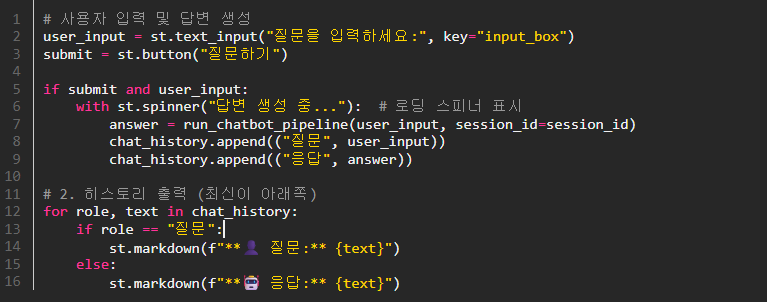 1 # 사용자 입력 및 답변 생성
2 user_input = st.text_input("질문을 입력하세요:", key="input_box")
3 submit = st.button("질문하기")
4
5 if submit and user_input:
6     with st.spinner("답변 생성 중..."):  # 로딩 스피너 표시
7         answer = run_chatbot_pipeline(user_input, session_id=session_id)
8         chat_history.append(("질문", user_input))
9         chat_history.append(("응답", answer))
10
11 # 2. 히스토리 출력 (최신이 아래쪽)
12 for role, text in chat_history:
13     if role == "질문":
14         st.markdown(f"**👤 질문:** {text}")
15     else:
16         st.markdown(f"**🤖 응답:** {text}")